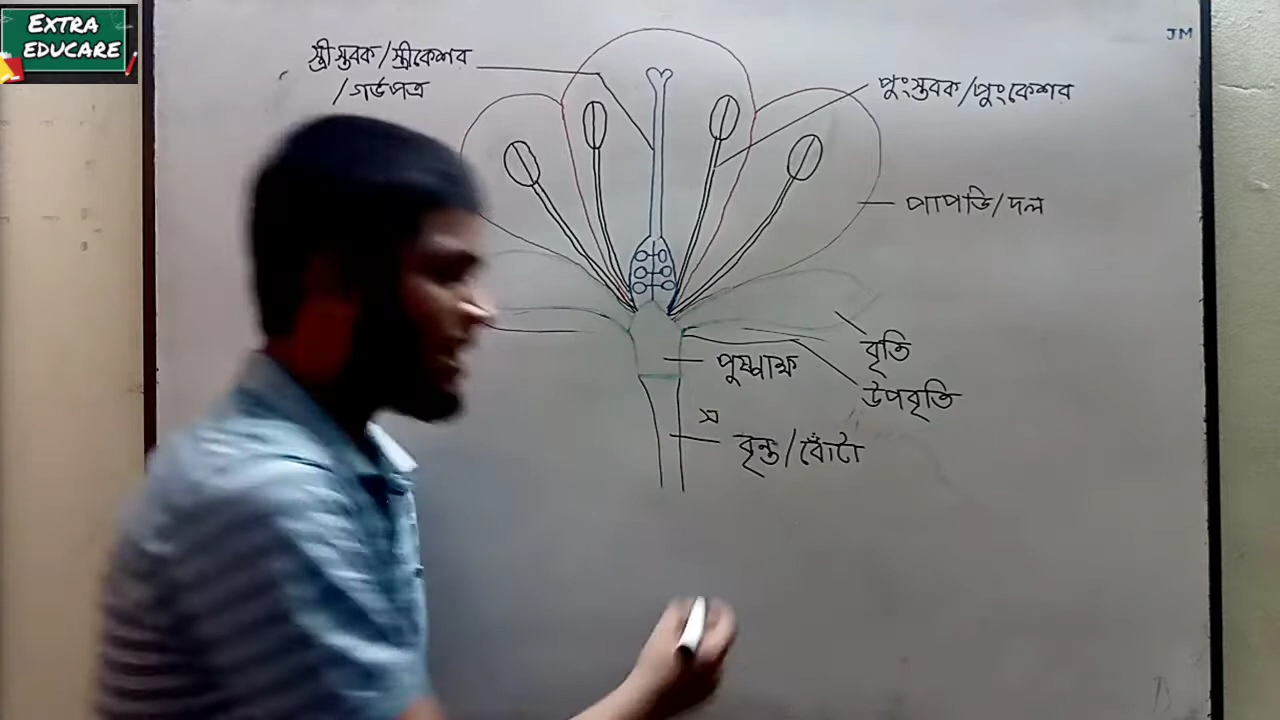 EXTRA
EDUCARE
JM
স্ত্রীস্তবক/স্ত্রীকেশর
/গর্ভপত্র
পুংস্তবক/পুংকেশর
পাপড়ি/দল
বৃতি
উপবৃতি
পুষ্পাক্ষ
বৃন্ত/বোঁটা